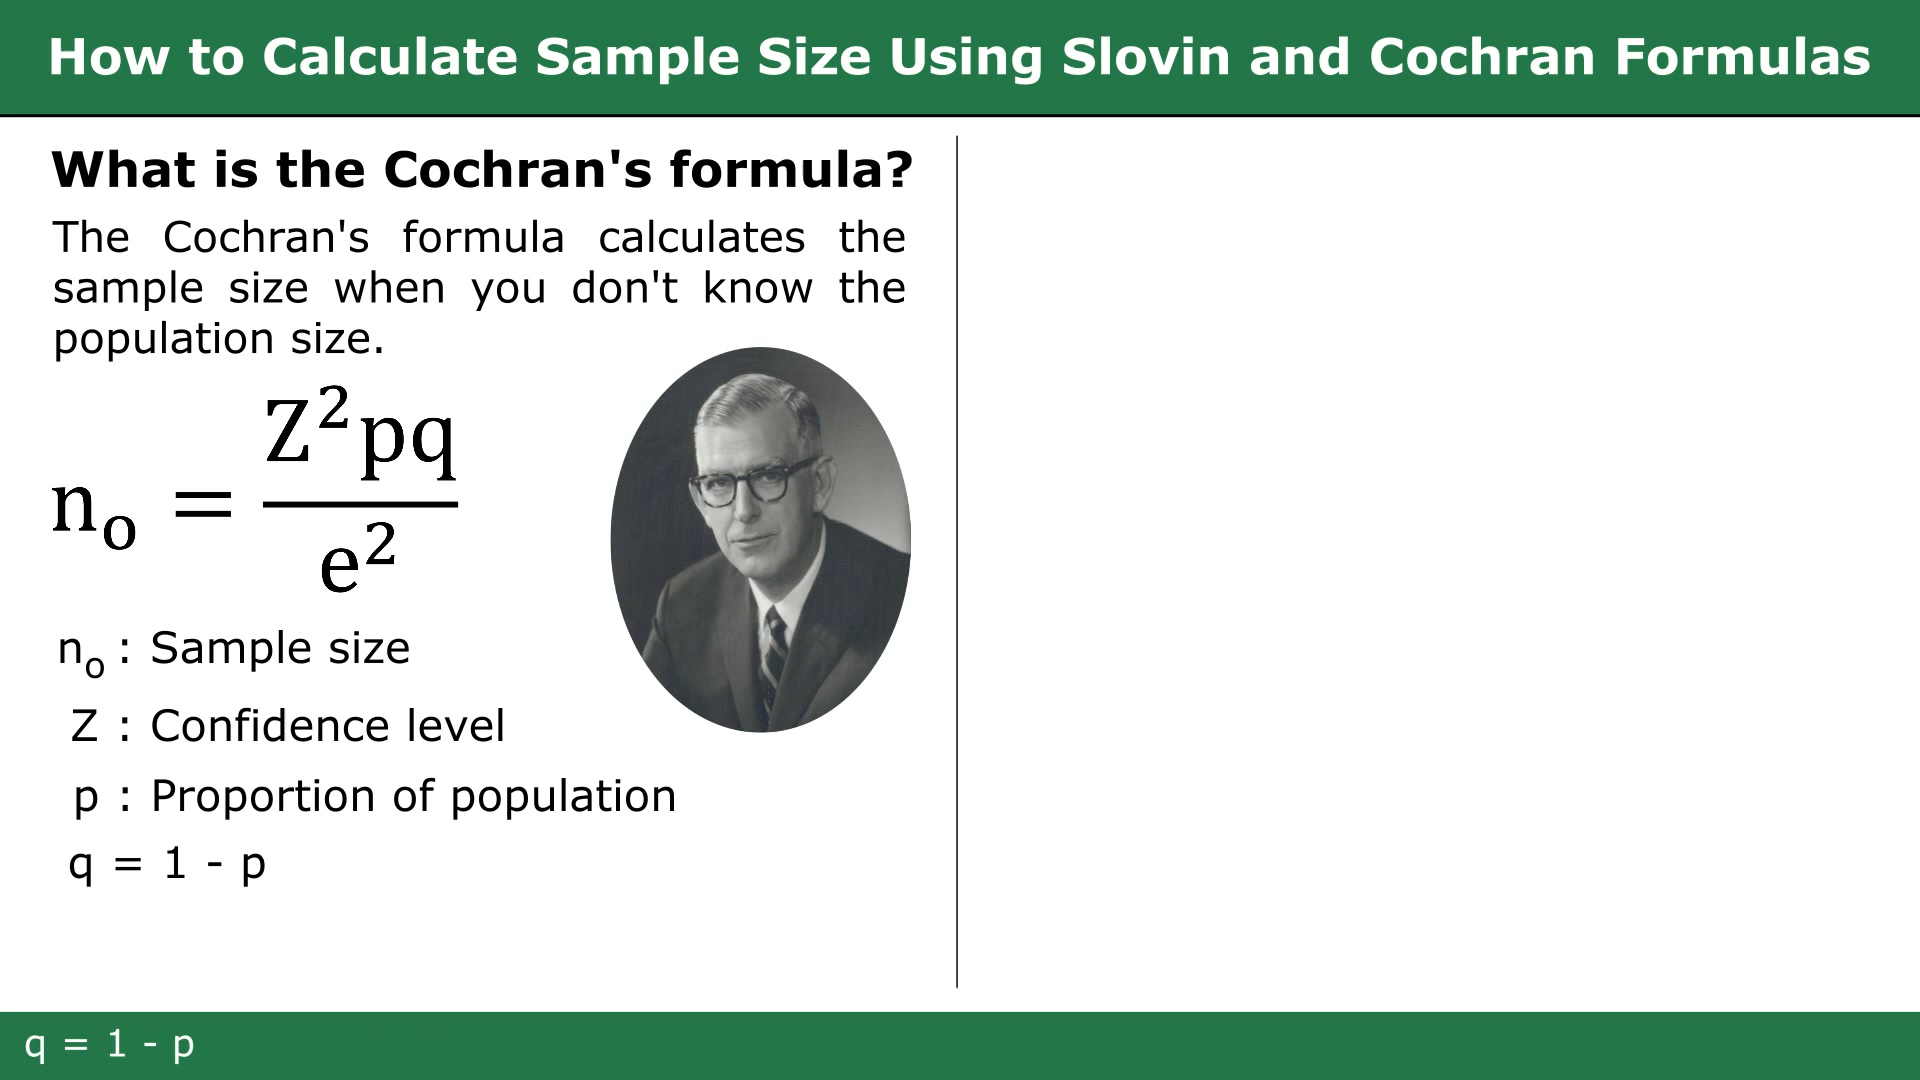 How to Calculate Sample Size Using Slovin and Cochran Formulas
What is the Cochran's formula?
The Cochran's formula calculates the
sample size when you don't know the
population size.
nₒ = Z²pq / e²
nₒ : Sample size
Z : Confidence level
p : Proportion of population
q = 1 - p
q = 1 - p